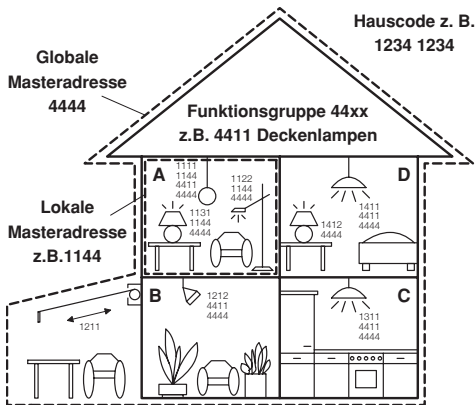 Hauscode z. B.
1234 1234
Globale
Masteradresse
4444
Funktionsgruppe 44xx
z.B. 4411 Deckenlampen
Lokale
Masteradresse
z.B.1144
A
1111
1144
4411
4444
1122
1144
4444
1131
1144
4444
D
1411
4411
4444
1412
4444
B
1212
4411
4444
1211
C
1311
4411
4444